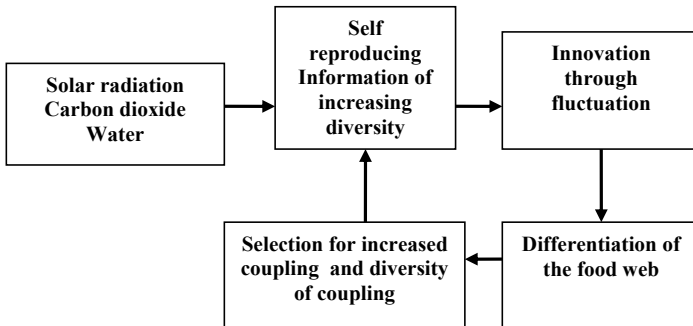 Solar radiation
Carbon dioxide
Water
Self
reproducing
Information of
increasing
diversity
Innovation
through
fluctuation
Selection for increased
coupling and diversity
of coupling
Differentiation of
the food web